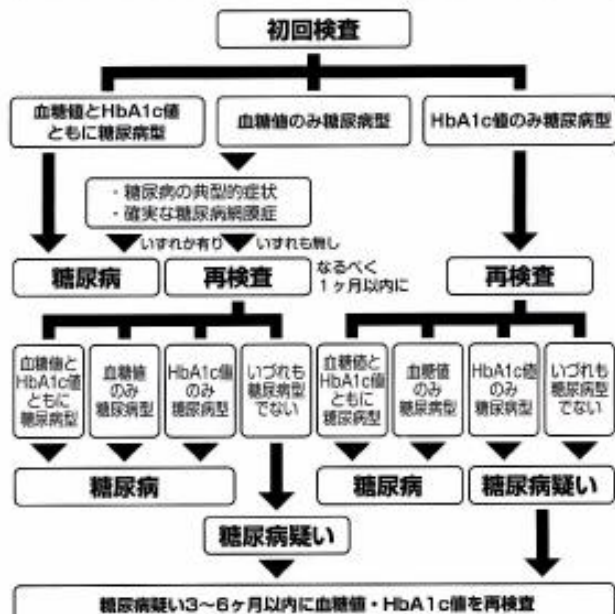 初回検査
血糖値とHbA1c値
ともに糖尿病型
血糖値のみ糖尿病型
HbA1c値のみ糖尿病型
・糖尿病の典型的症状
・確実な糖尿病網膜症
いずれか有り
いずれも無し
糖尿病
再検査
なるべく
1ヶ月以内に
再検査
血糖値と
HbA1c値
ともに
糖尿病型
血糖値
のみ
糖尿病型
HbA1c値
のみ
糖尿病型
いづれも
糖尿病型
でない
血糖値と
HbA1c値
ともに
糖尿病型
血糖値
のみ
糖尿病型
HbA1c値
のみ
糖尿病型
いづれも
糖尿病型
でない
糖尿病
糖尿病
糖尿病疑い
糖尿病疑い
糖尿病疑い3〜6ヶ月以内に血糖値・HbA1c値を再検査